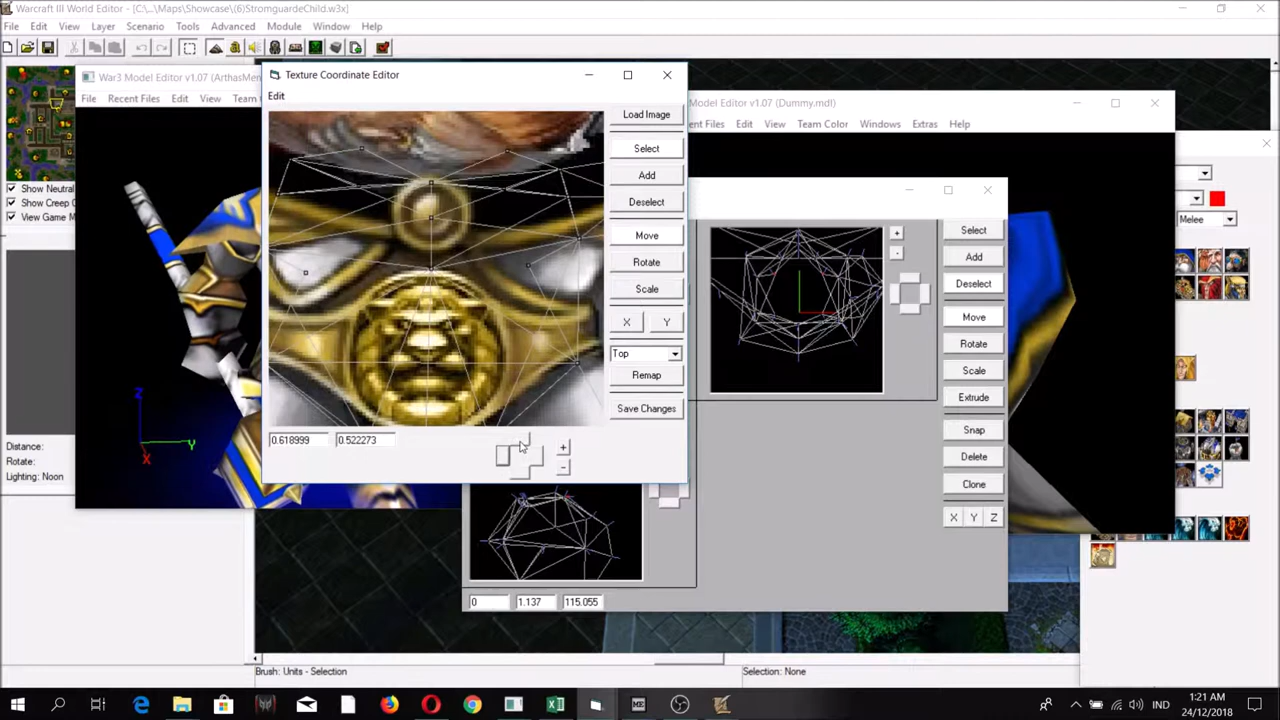 Warcraft III World Editor - [C:\...\Maps\Showcase\(6)StromguardeChild.w3x]
File Edit View Layer Scenario Tools Advanced Module Window Help
War3 Model Editor v1.07 (ArthasMen
File Recent Files Edit View Team
Texture Coordinate Editor
Edit
Load Image
Select
Add
Deselect
Move
Rotate
Scale
X Y
Top
Remap
Save Changes
0.618999 0.522273
+
-
Model Editor v1.07 (Dummy.mdl)
ent Files Edit View Team Color Windows Extras Help
+
-
Select
Add
Deselect
Move
Rotate
Scale
Extrude
Snap
Delete
Clone
X Y Z
0 1.137 115.055
Show Neutral
Show Creep C
View Game M
Melee
Distance:
Rotate:
Lighting: Noon
Z
Y
X
Brush: Units - Selection
Selection: None
IND
1:21 AM
24/12/2018